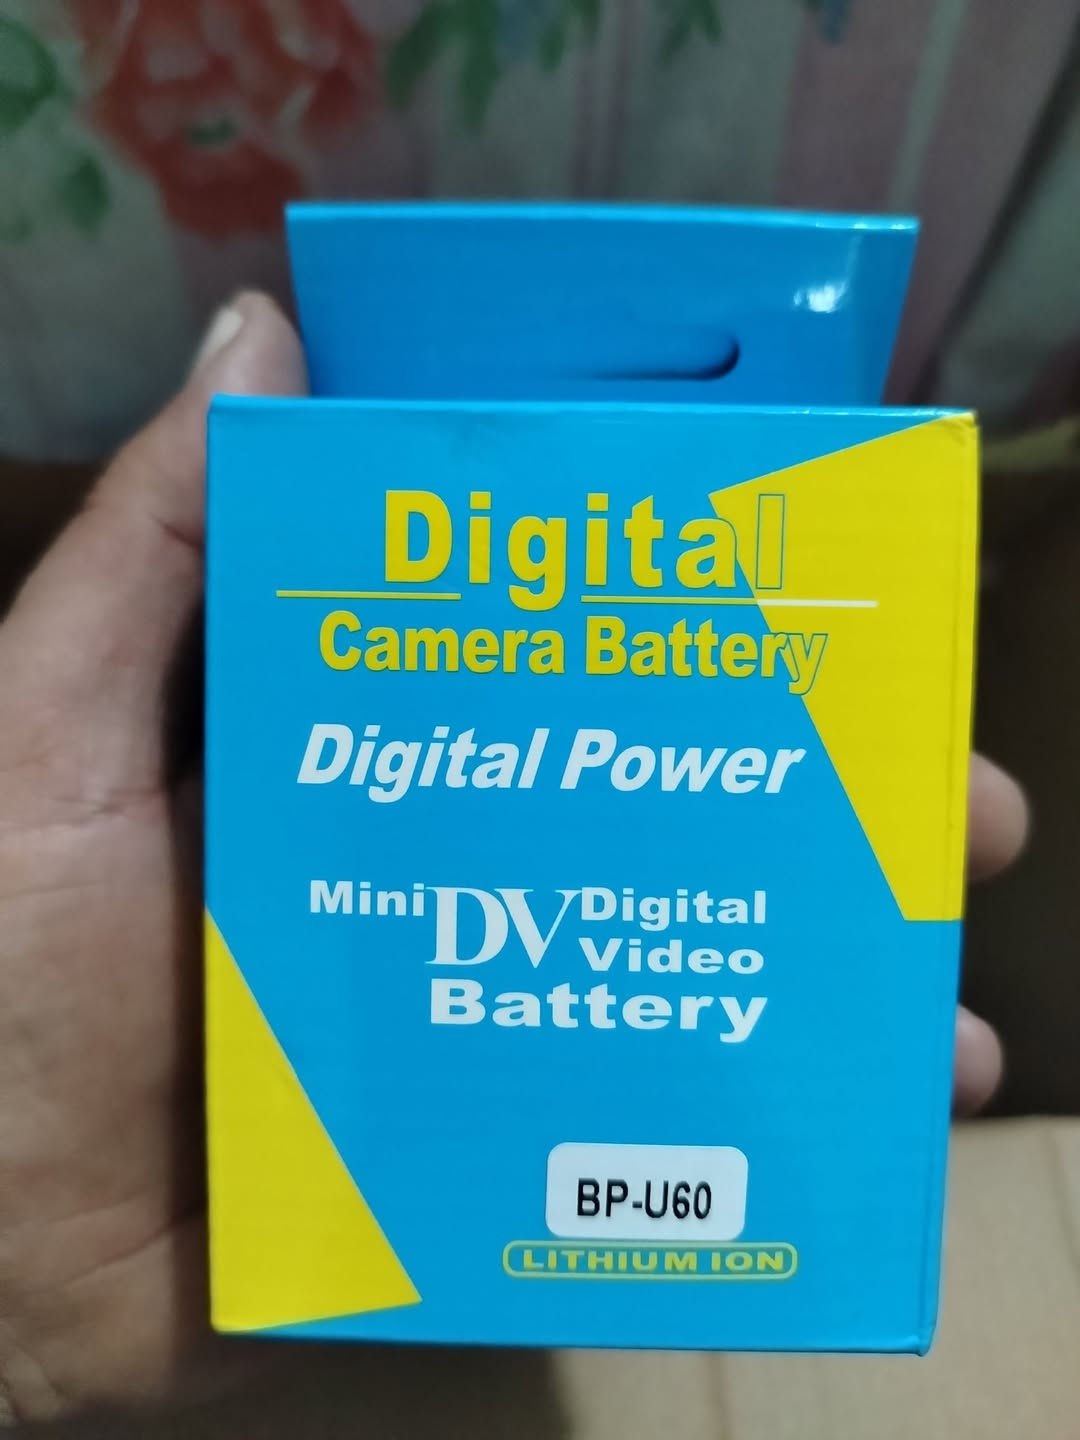 Digital
Camera Battery
Digital Power
Mini DV Digital
Video
Battery
BP-U60
LITHIUM ION